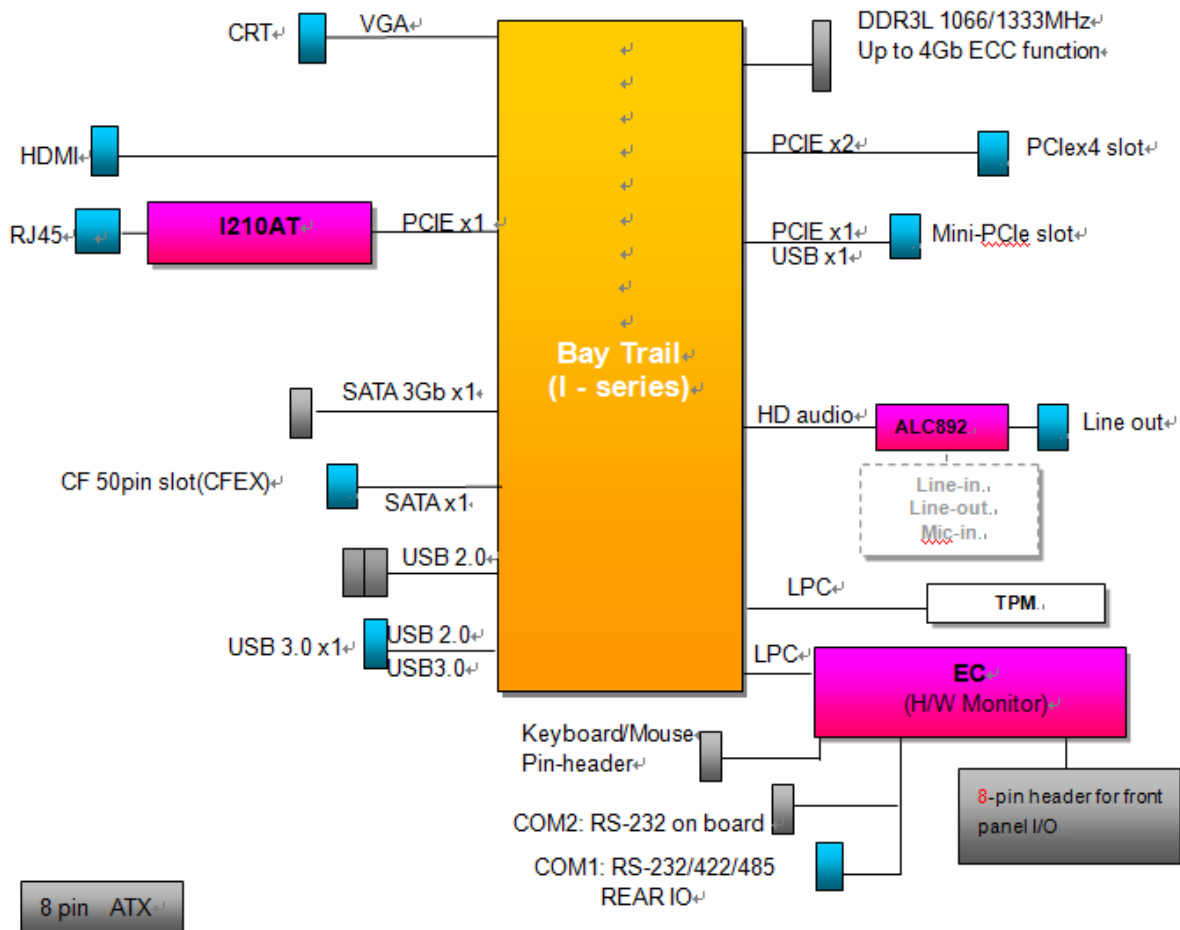 CRT
VGA
DDR3L 1066/1333MHz
Up to 4Gb ECC function
HDMI
PCIE x2
PCIex4 slot
RJ45
I210AT
PCIE x1
PCIE x1
USB x1
Mini-PCIe slot
Bay Trail
(I - series)
SATA 3Gb x1
HD audio
ALC892
Line out
CF 50pin slot(CFEX)
SATA x1
Line-in
Line-out
Mic-in
USB 2.0
LPC
TPM
USB 3.0 x1
USB 2.0
USB3.0
LPC
EC
(H/W Monitor)
Keyboard/Mouse
Pin-header
8-pin header for front
panel I/O
COM2: RS-232 on board
COM1: RS-232/422/485
REAR IO
8 pin ATX